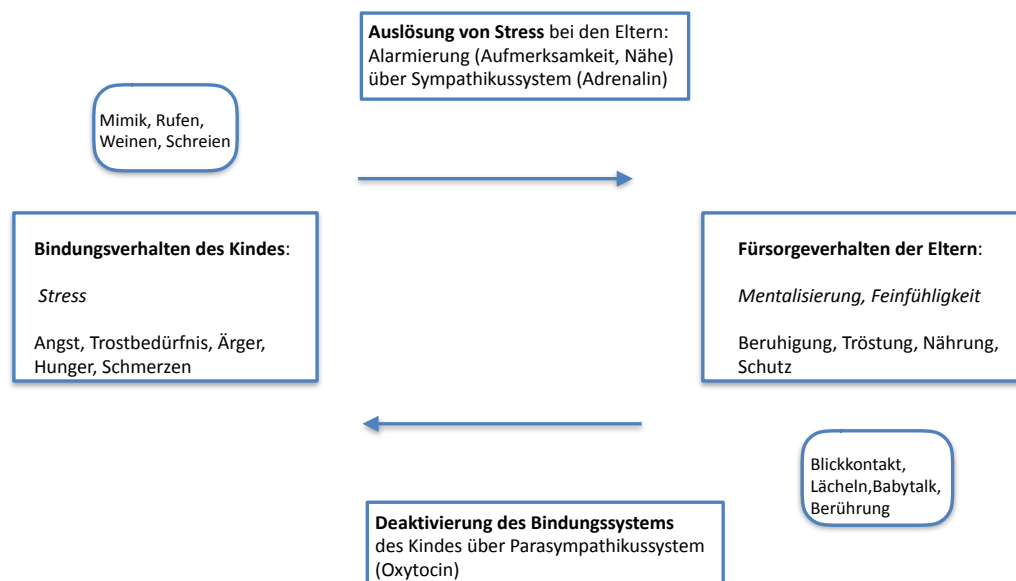 Auslösung von Stress bei den Eltern:
Alarmierung (Aufmerksamkeit, Nähe)
über Sympathikussystem (Adrenalin)
Mimik, Rufen,
Weinen, Schreien
Bindungsverhalten des Kindes:
Stress
Angst, Trostbedürfnis, Ärger,
Hunger, Schmerzen
Fürsorgeverhalten der Eltern:
Mentalisierung, Feinfühligkeit
Beruhigung, Tröstung, Nährung,
Schutz
Blickkontakt,
Lächeln,Babytalk,
Berührung
Deaktivierung des Bindungssystems
des Kindes über Parasympathikussystem
(Oxytocin)